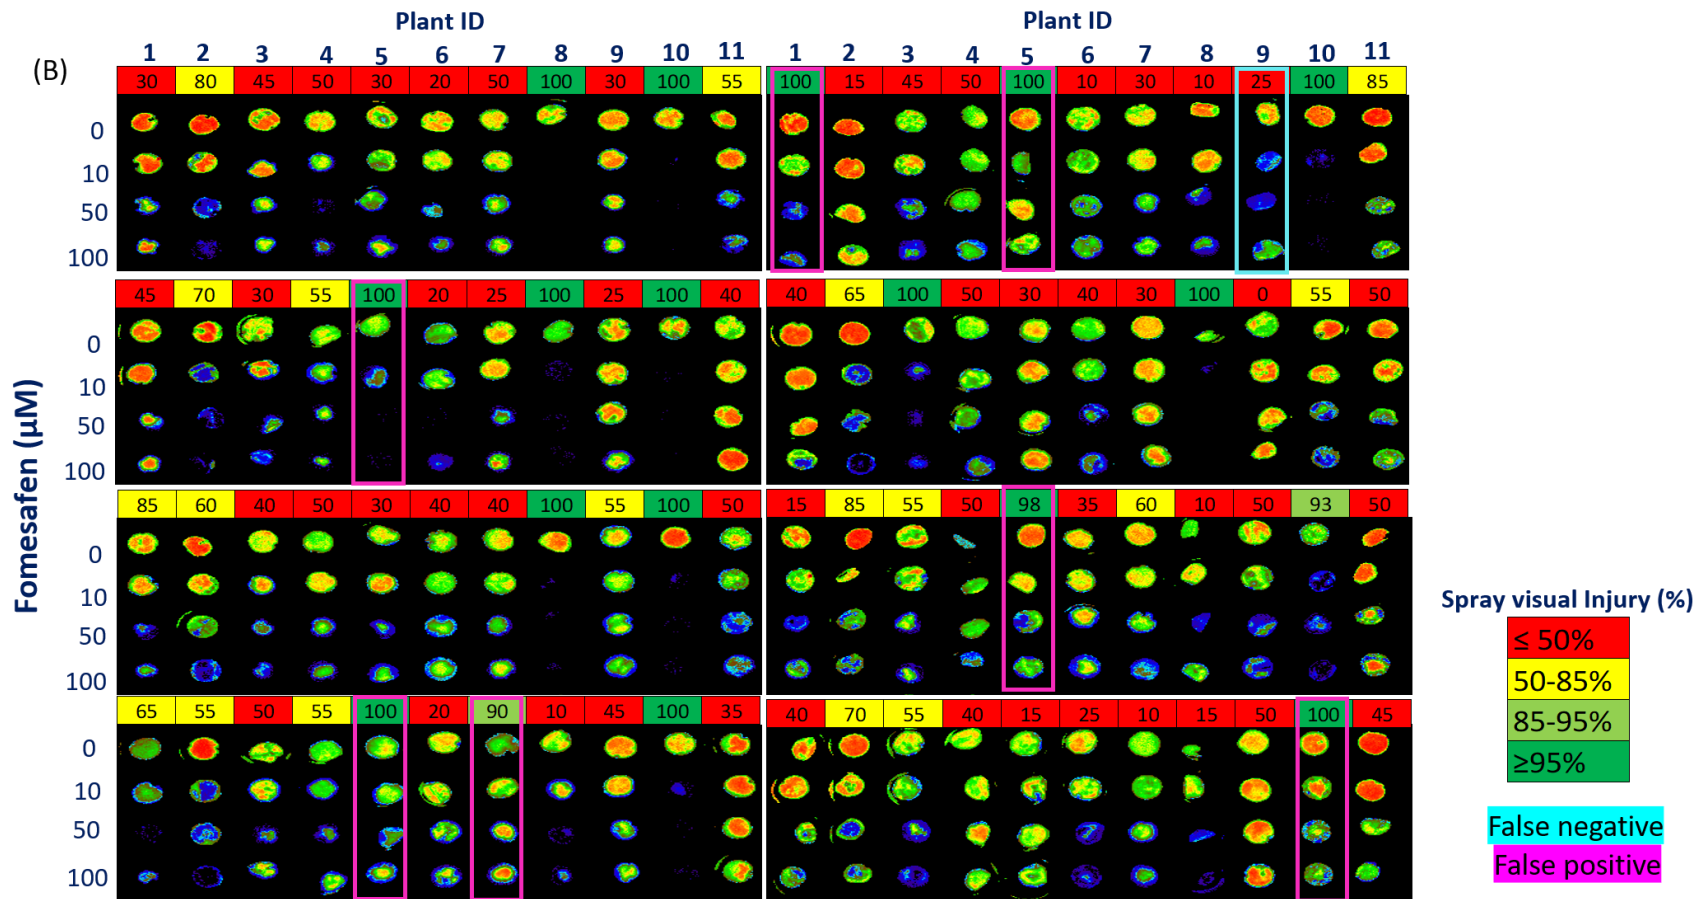 Plant ID Plant ID
1 2 3 4 5 6 7 8 9 10 11 1 2 3 4 5 6 7 8 9 10 11
(B)
30 80 45 50 30 20 50 100 30 100 55 100 15 45 50 100 10 30 10 25 100 85
0
10
50
100
45 70 30 55 100 20 25 100 25 100 40 40 65 100 50 30 40 30 100 0 55 50
0
10
50
100
85 60 40 50 30 40 40 100 55 100 50 15 85 55 50 98 35 60 10 50 93 50
0
10
50
100
65 55 50 55 100 20 90 10 45 100 35 40 70 55 40 15 25 10 15 50 100 45
0
10
50
100
Fomesafen (µM)
Spray visual Injury (%)
≤ 50%
50-85%
85-95%
≥95%
False negative
False positive